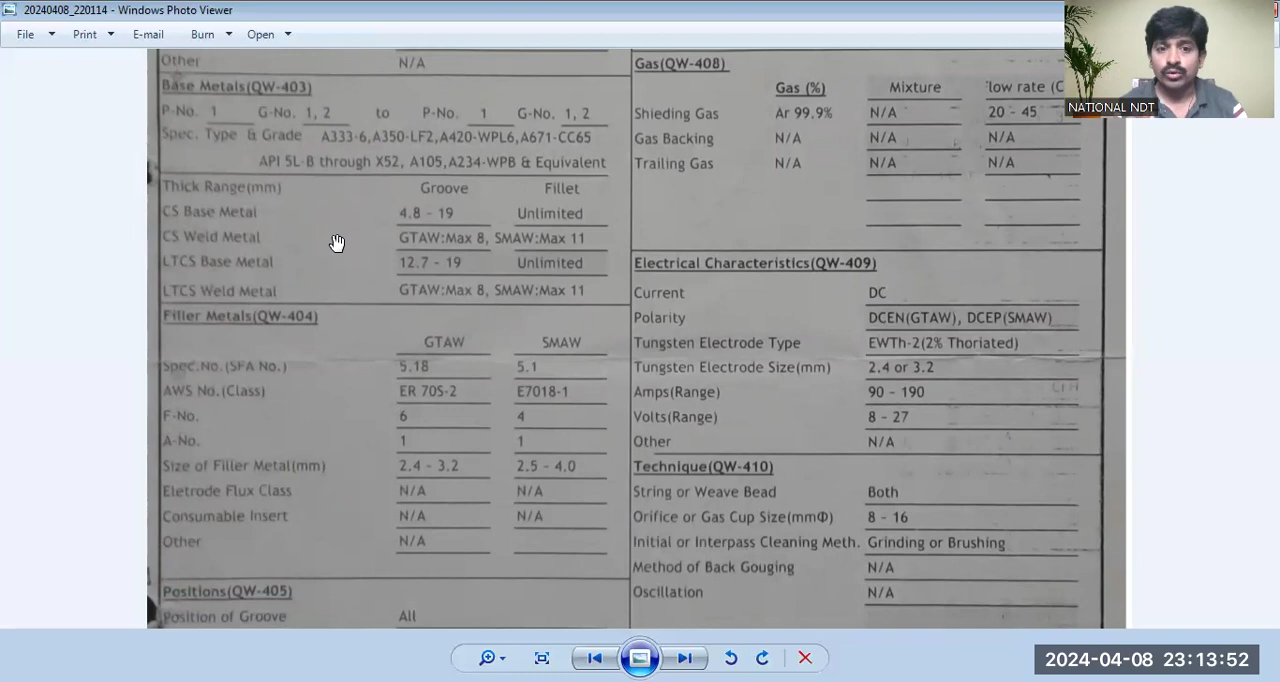 20240408_220114 - Windows Photo Viewer
File Print E-mail Burn Open
NATIONAL NDT
Other N/A
Base Metals(QW-403)
P-No. 1 G-No. 1, 2 to P-No. 1 G-No. 1, 2
Spec. Type & Grade A333-6,A350-LF2,A420-WPL6,A671-CC65
API 5L-B through X52, A105,A234-WPB & Equivalent
Thick Range(mm) Groove Fillet
CS Base Metal 4.8 - 19 Unlimited
CS Weld Metal GTAW:Max 8, SMAW:Max 11
LTCS Base Metal 12.7 - 19 Unlimited
LTCS Weld Metal GTAW:Max 8, SMAW:Max 11
Filler Metals(QW-404)
GTAW SMAW
Spec.No.(SFA No.) 5.18 5.1
AWS No.(Class) ER 70S-2 E7018-1
F-No. 6 4
A-No. 1 1
Size of Filler Metal(mm) 2.4 - 3.2 2.5 - 4.0
Eletrode Flux Class N/A N/A
Consumable Insert N/A N/A
Other N/A
Positions(QW-405)
Position of Groove All
Gas(QW-408)
Gas (%) Mixture low rate (C
Shieding Gas Ar 99.9% N/A 20 - 45
Gas Backing N/A N/A N/A
Trailing Gas N/A N/A N/A
Electrical Characteristics(QW-409)
Current DC
Polarity DCEN(GTAW), DCEP(SMAW)
Tungsten Electrode Type EWTh-2(2% Thoriated)
Tungsten Electrode Size(mm) 2.4 or 3.2
Amps(Range) 90 - 190
Volts(Range) 8 - 27
Other N/A
Technique(QW-410)
String or Weave Bead Both
Orifice or Gas Cup Size(mmΦ) 8 - 16
Initial or Interpass Cleaning Meth. Grinding or Brushing
Method of Back Gouging N/A
Oscillation N/A
2024-04-08 23:13:52